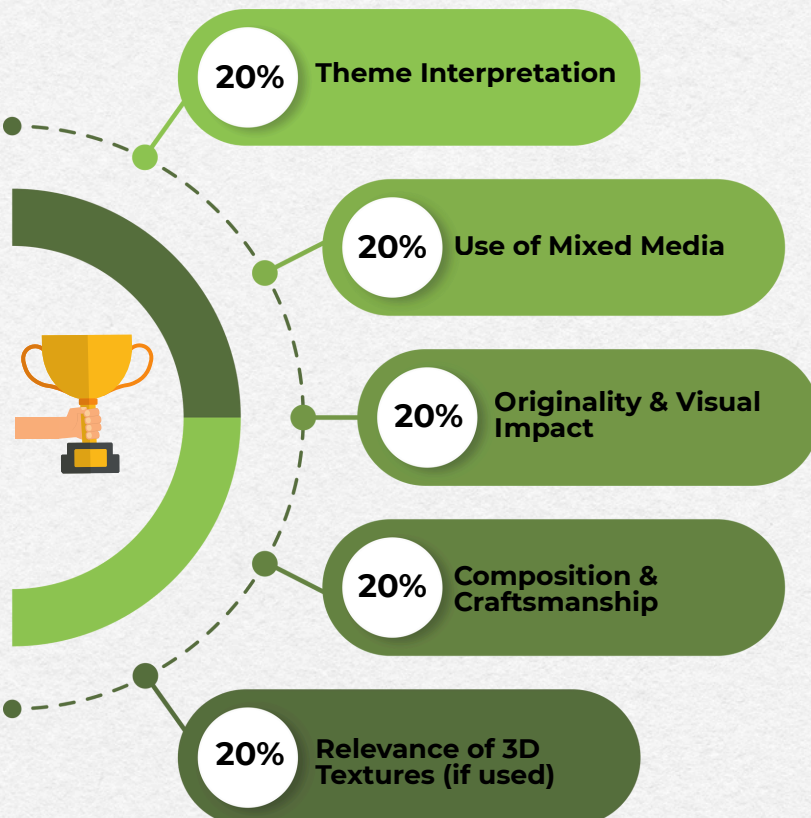 20%
Theme Interpretation
20%
Use of Mixed Media
20%
Originality & Visual
Impact
20%
Composition &
Craftsmanship
20%
Relevance of 3D
Textures (if used)